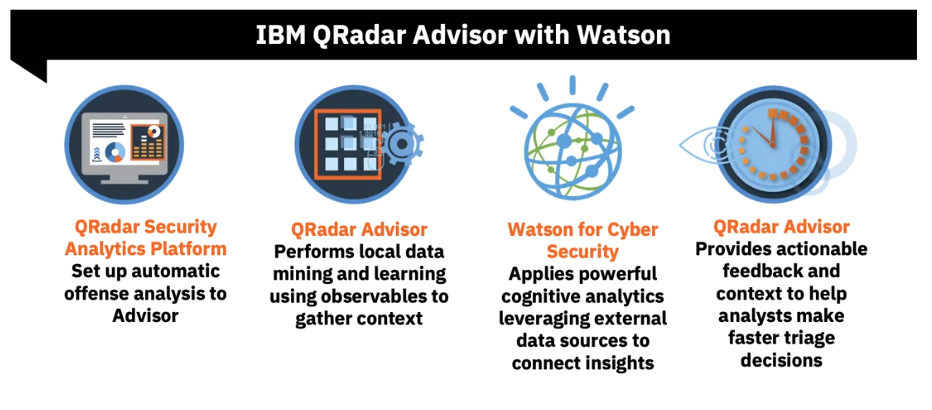 IBM QRadar Advisor with Watson
QRadar Security
Analytics Platform
Set up automatic
offense analysis to
Advisor
QRadar Advisor
Performs local data
mining and learning
using observables to
gather context
Watson for Cyber
Security
Applies powerful
cognitive analytics
leveraging external
data sources to
connect insights
QRadar Advisor
Provides actionable
feedback and
context to help
analysts make
faster triage
decisions